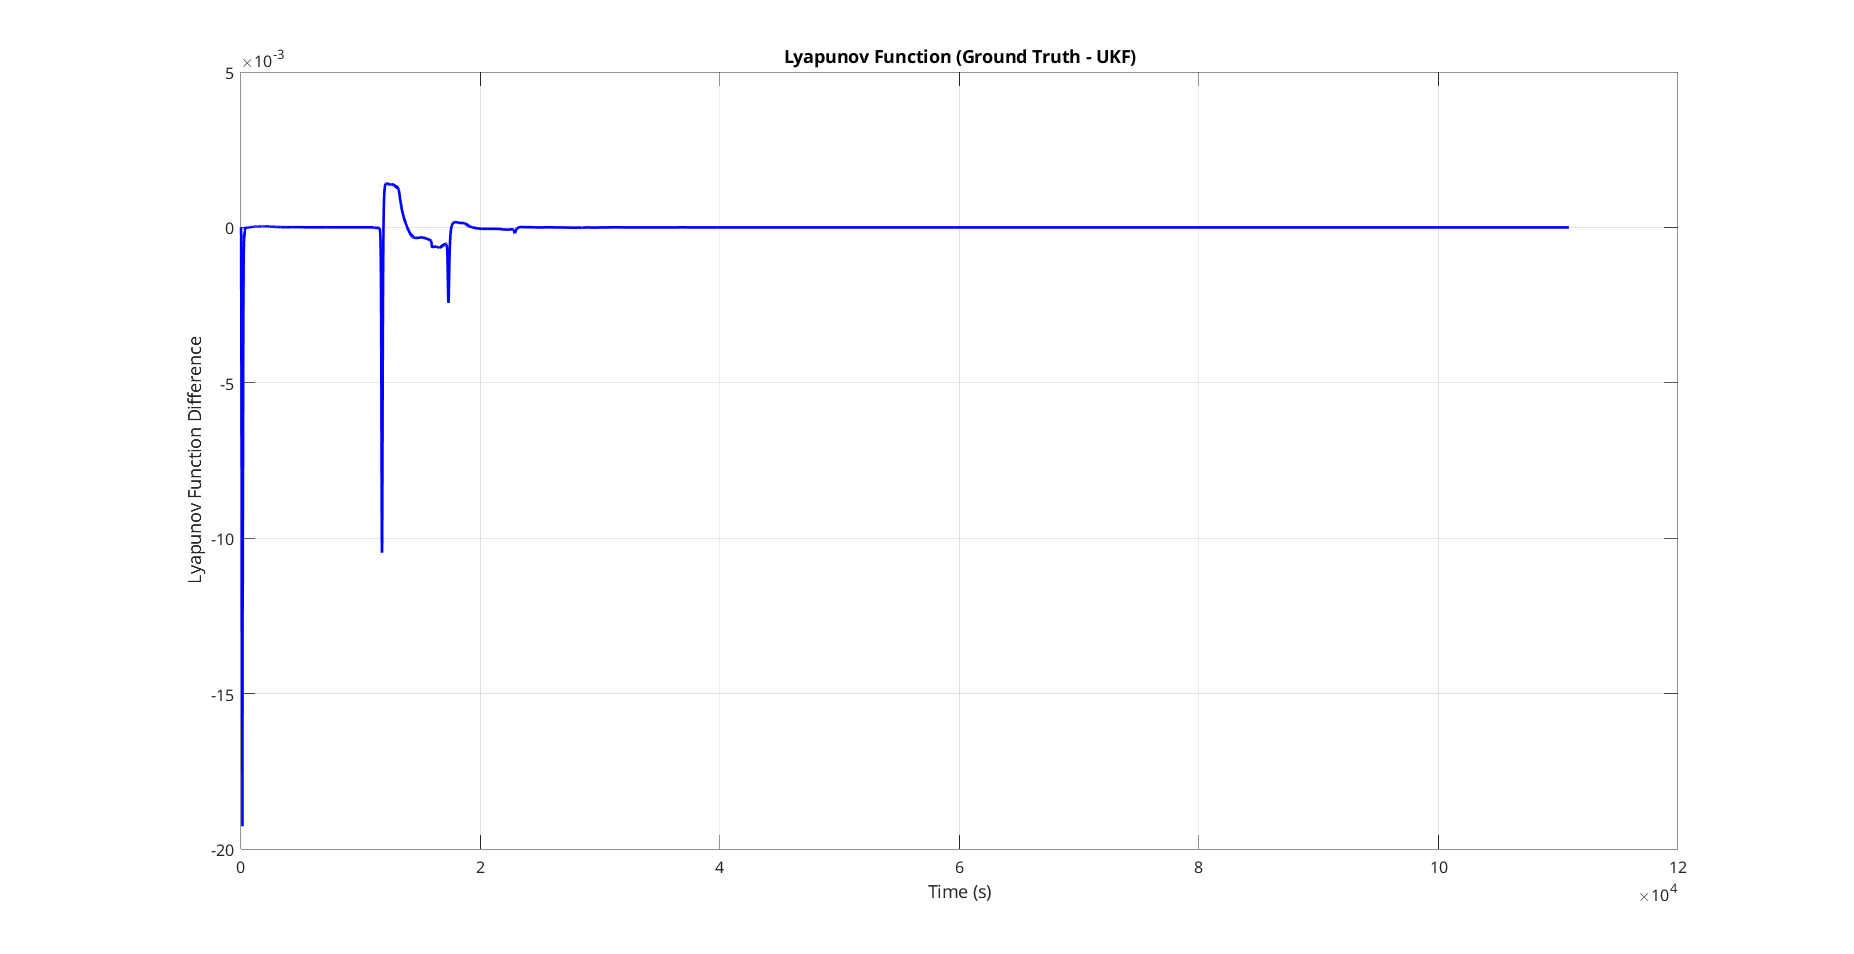 Lyapunov Function (Ground Truth - UKF)
×10-3
5
0
-5
-10
-15
-20
Lyapunov Function Difference
0 2 4 6 8 10 12
Time (s)
×104